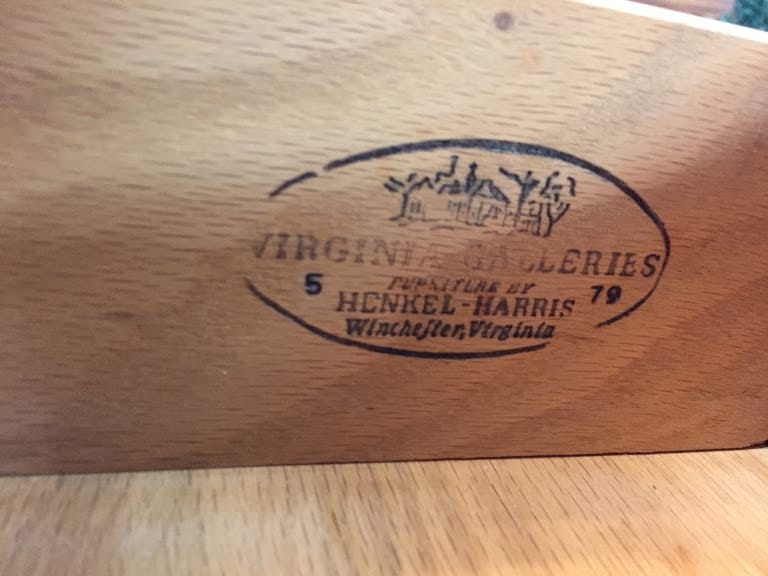 VIRGINIA GALLERIES
5 FURNITURE BY 79
HENKEL-HARRIS
Winchester, Virginia